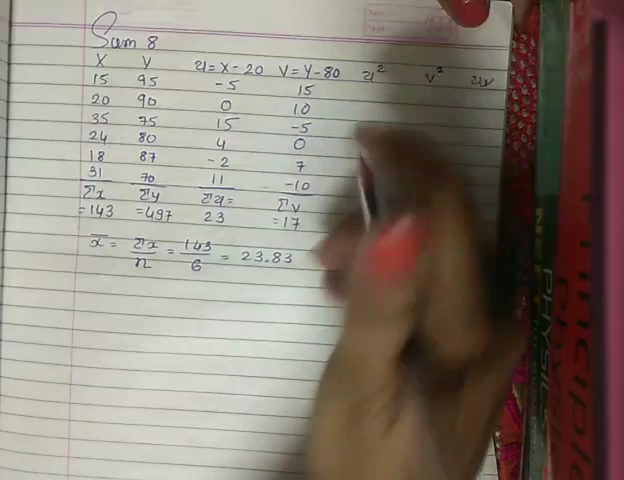 Sum 8
X Y u = X - 20 V = Y - 80 u² v² uv
15 95 -5 15
20 90 0 10
35 75 15 -5
24 80 4 0
18 87 -2 7
31 70 11 -10
Σx Σy Σu= Σv
=143 =497 23 =17
x̄ = Σx/n = 143/6 = 23.83
PHYSIC